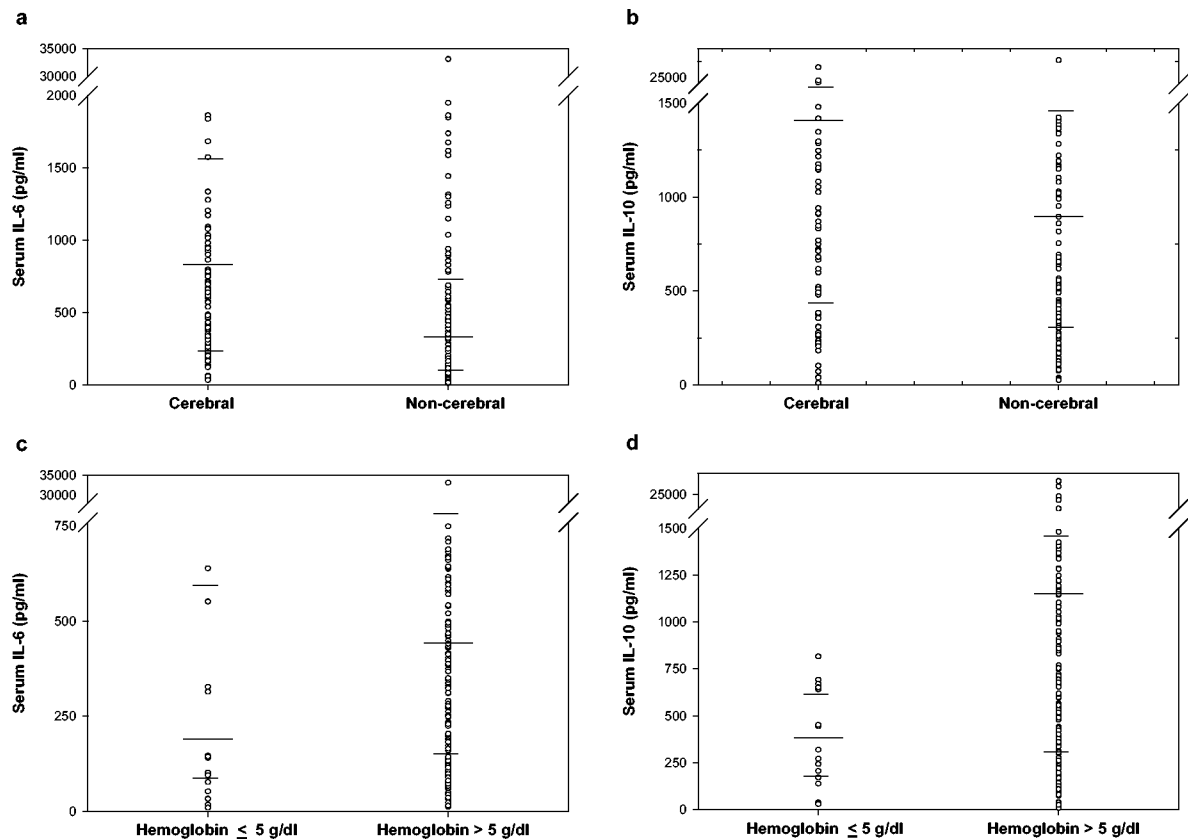 a
35000
30000
2000
1500
1000
500
0
Serum IL-6 (pg/ml)
Cerebral Non-cerebral
b
25000
1500
1000
500
0
Serum IL-10 (pg/ml)
Cerebral Non-cerebral
c
35000
30000
750
500
250
0
Serum IL-6 (pg/ml)
Hemoglobin ≤ 5 g/dl Hemoglobin > 5 g/dl
d
25000
1500
1250
1000
750
500
250
0
Serum IL-10 (pg/ml)
Hemoglobin ≤ 5 g/dl Hemoglobin > 5 g/dl